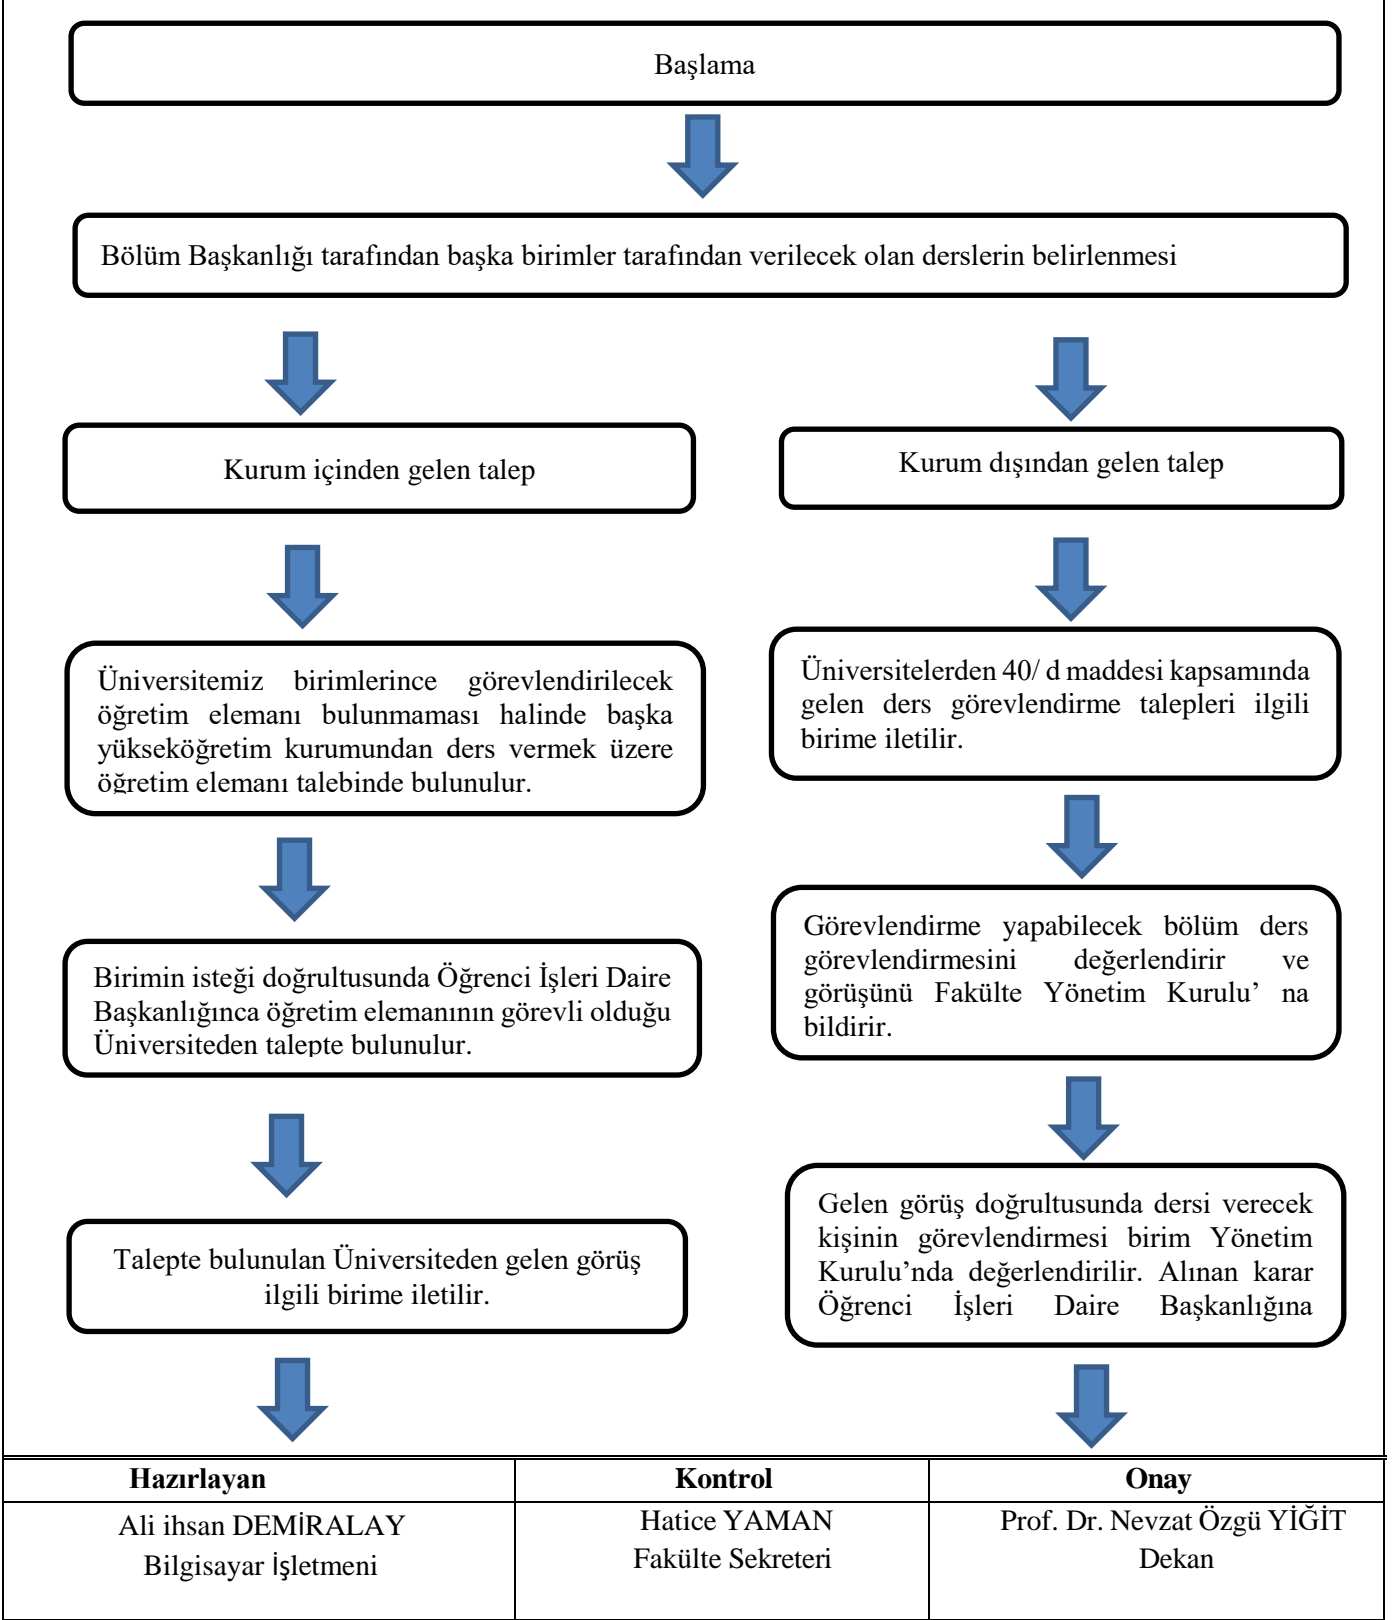 Başlama
Bölüm Başkanlığı tarafından başka birimler tarafından verilecek olan derslerin belirlenmesi
Kurum içinden gelen talep
Kurum dışından gelen talep
Üniversitemiz birimlerince görevlendirilecek
öğretim elemanı bulunmaması halinde başka
yükseköğretim kurumundan ders vermek üzere
öğretim elemanı talebinde bulunulur.
Üniversitelerden 40/ d maddesi kapsamında
gelen ders görevlendirme talepleri ilgili
birime iletilir.
Birimin isteği doğrultusunda Öğrenci İşleri Daire
Başkanlığınca öğretim elemanının görevli olduğu
Üniversiteden talepte bulunulur.
Görevlendirme yapabilecek bölüm ders
görevlendirmesini değerlendirir ve
görüşünü Fakülte Yönetim Kurulu’ na
bildirir.
Talepte bulunulan Üniversiteden gelen görüş
ilgili birime iletilir.
Gelen görüş doğrultusunda dersi verecek
kişinin görevlendirmesi birim Yönetim
Kurulu’nda değerlendirilir. Alınan karar
Öğrenci İşleri Daire Başkanlığına
Hazırlayan
Kontrol
Onay
Ali ihsan DEMİRALAY
Bilgisayar İşletmeni
Hatice YAMAN
Fakülte Sekreteri
Prof. Dr. Nevzat Özgü YİĞİT
Dekan